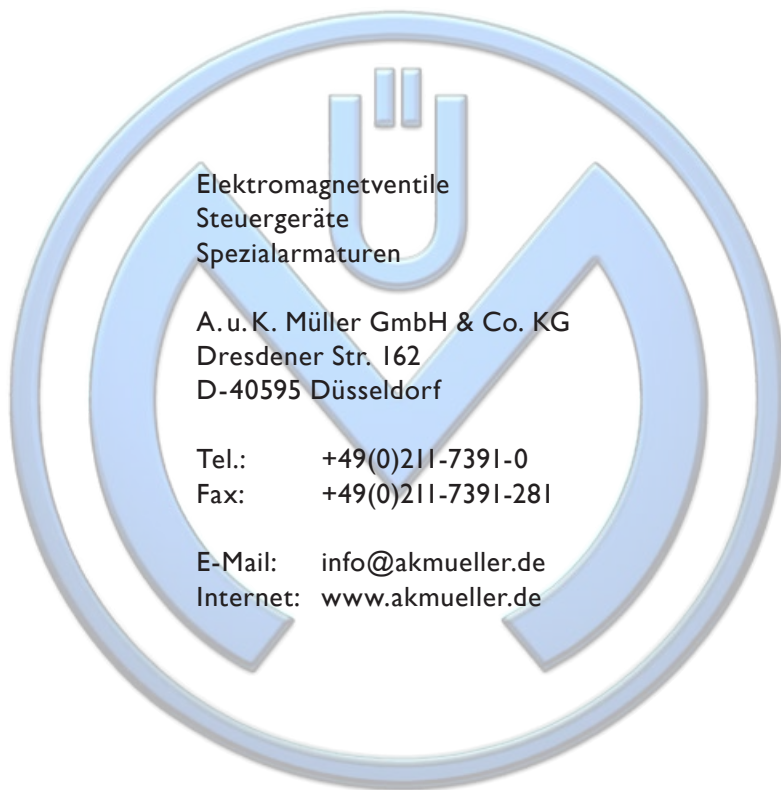 Elektromagnetventile
Steuergeräte
Spezialarmaturen
A. u. K. Müller GmbH & Co. KG
Dresdener Str. 162
D-40595 Düsseldorf
Tel.: +49(0)211-7391-0
Fax: +49(0)211-7391-281
E-Mail: info@akmueller.de
Internet: www.akmueller.de